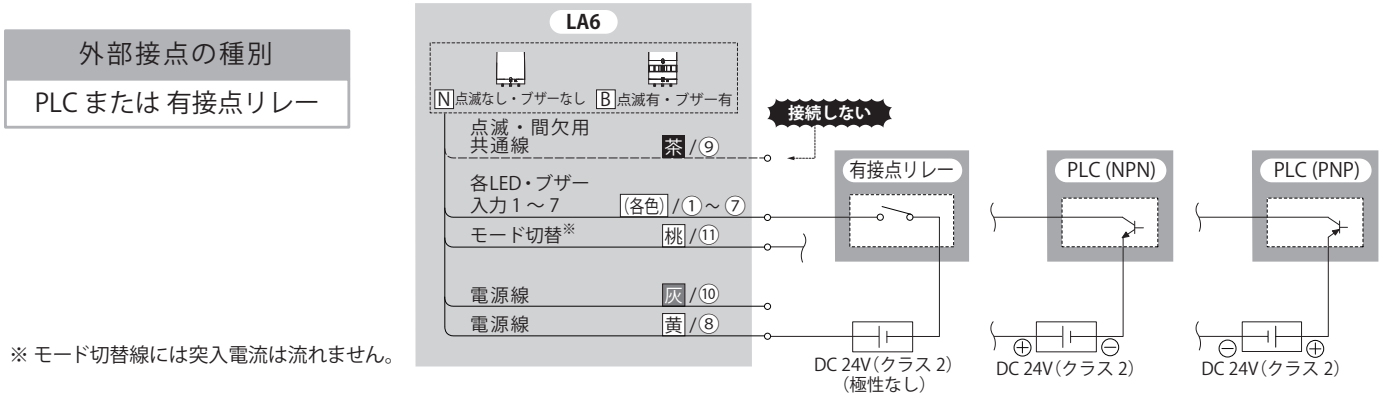 外部接点の種別
PLC または 有接点リレー
LA6
N 点滅なし・ブザーなし B 点滅有・ブザー有
接続しない
点滅・間欠用
共通線 茶 /⑨
各LED・ブザー
入力 1 ～ 7 (各色) /①～⑦
モード切替※ 桃 /⑪
電源線 灰 /⑩
電源線 黄 /⑧
有接点リレー
DC 24V(クラス 2)
(極性なし)
PLC (NPN)
⊕ ⊖
DC 24V(クラス 2)
PLC (PNP)
⊖ ⊕
DC 24V(クラス 2)
※ モード切替線には突入電流は流れません。